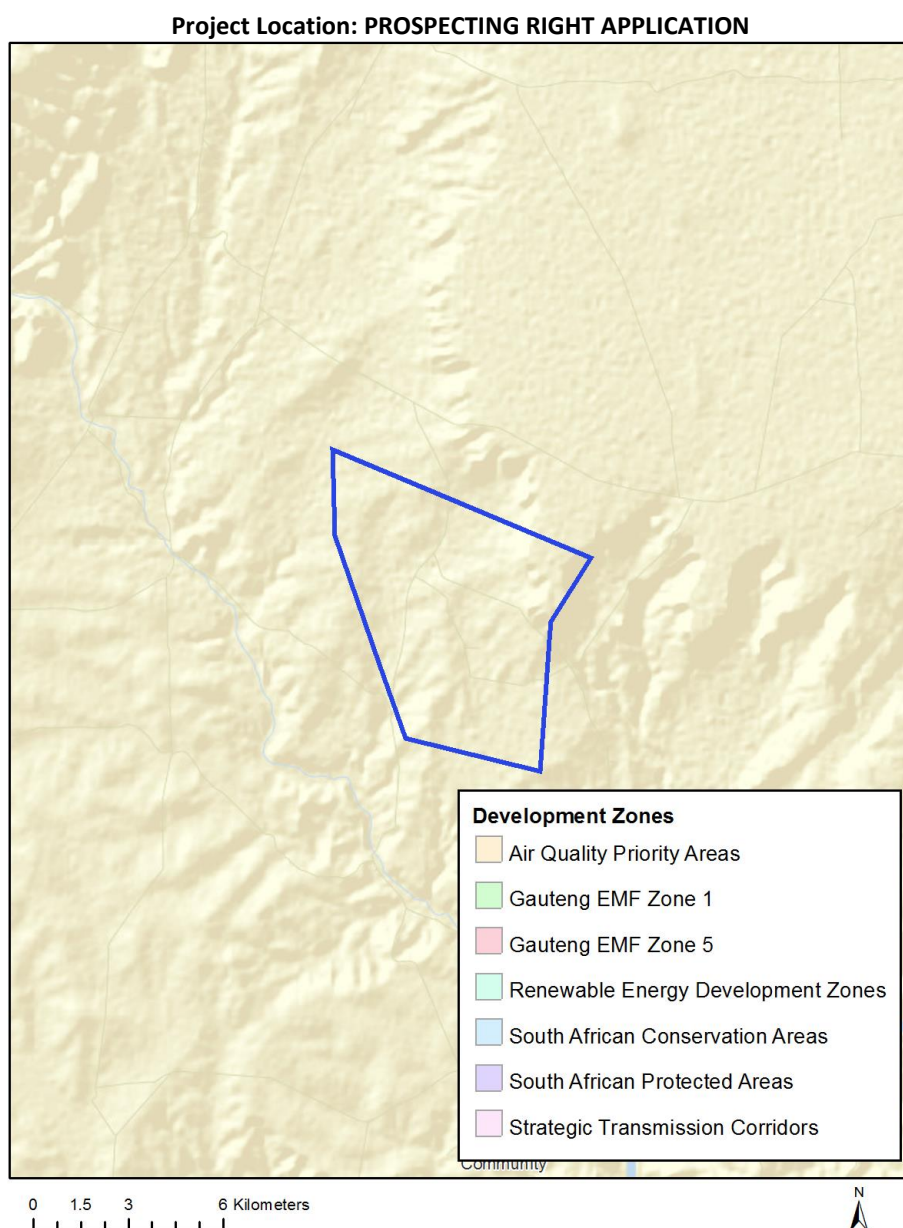 Project Location: PROSPECTING RIGHT APPLICATION
Development Zones
Air Quality Priority Areas
Gauteng EMF Zone 1
Gauteng EMF Zone 5
Renewable Energy Development Zones
South African Conservation Areas
South African Protected Areas
Strategic Transmission Corridors
Community
0 1.5 3 6 Kilometers
N